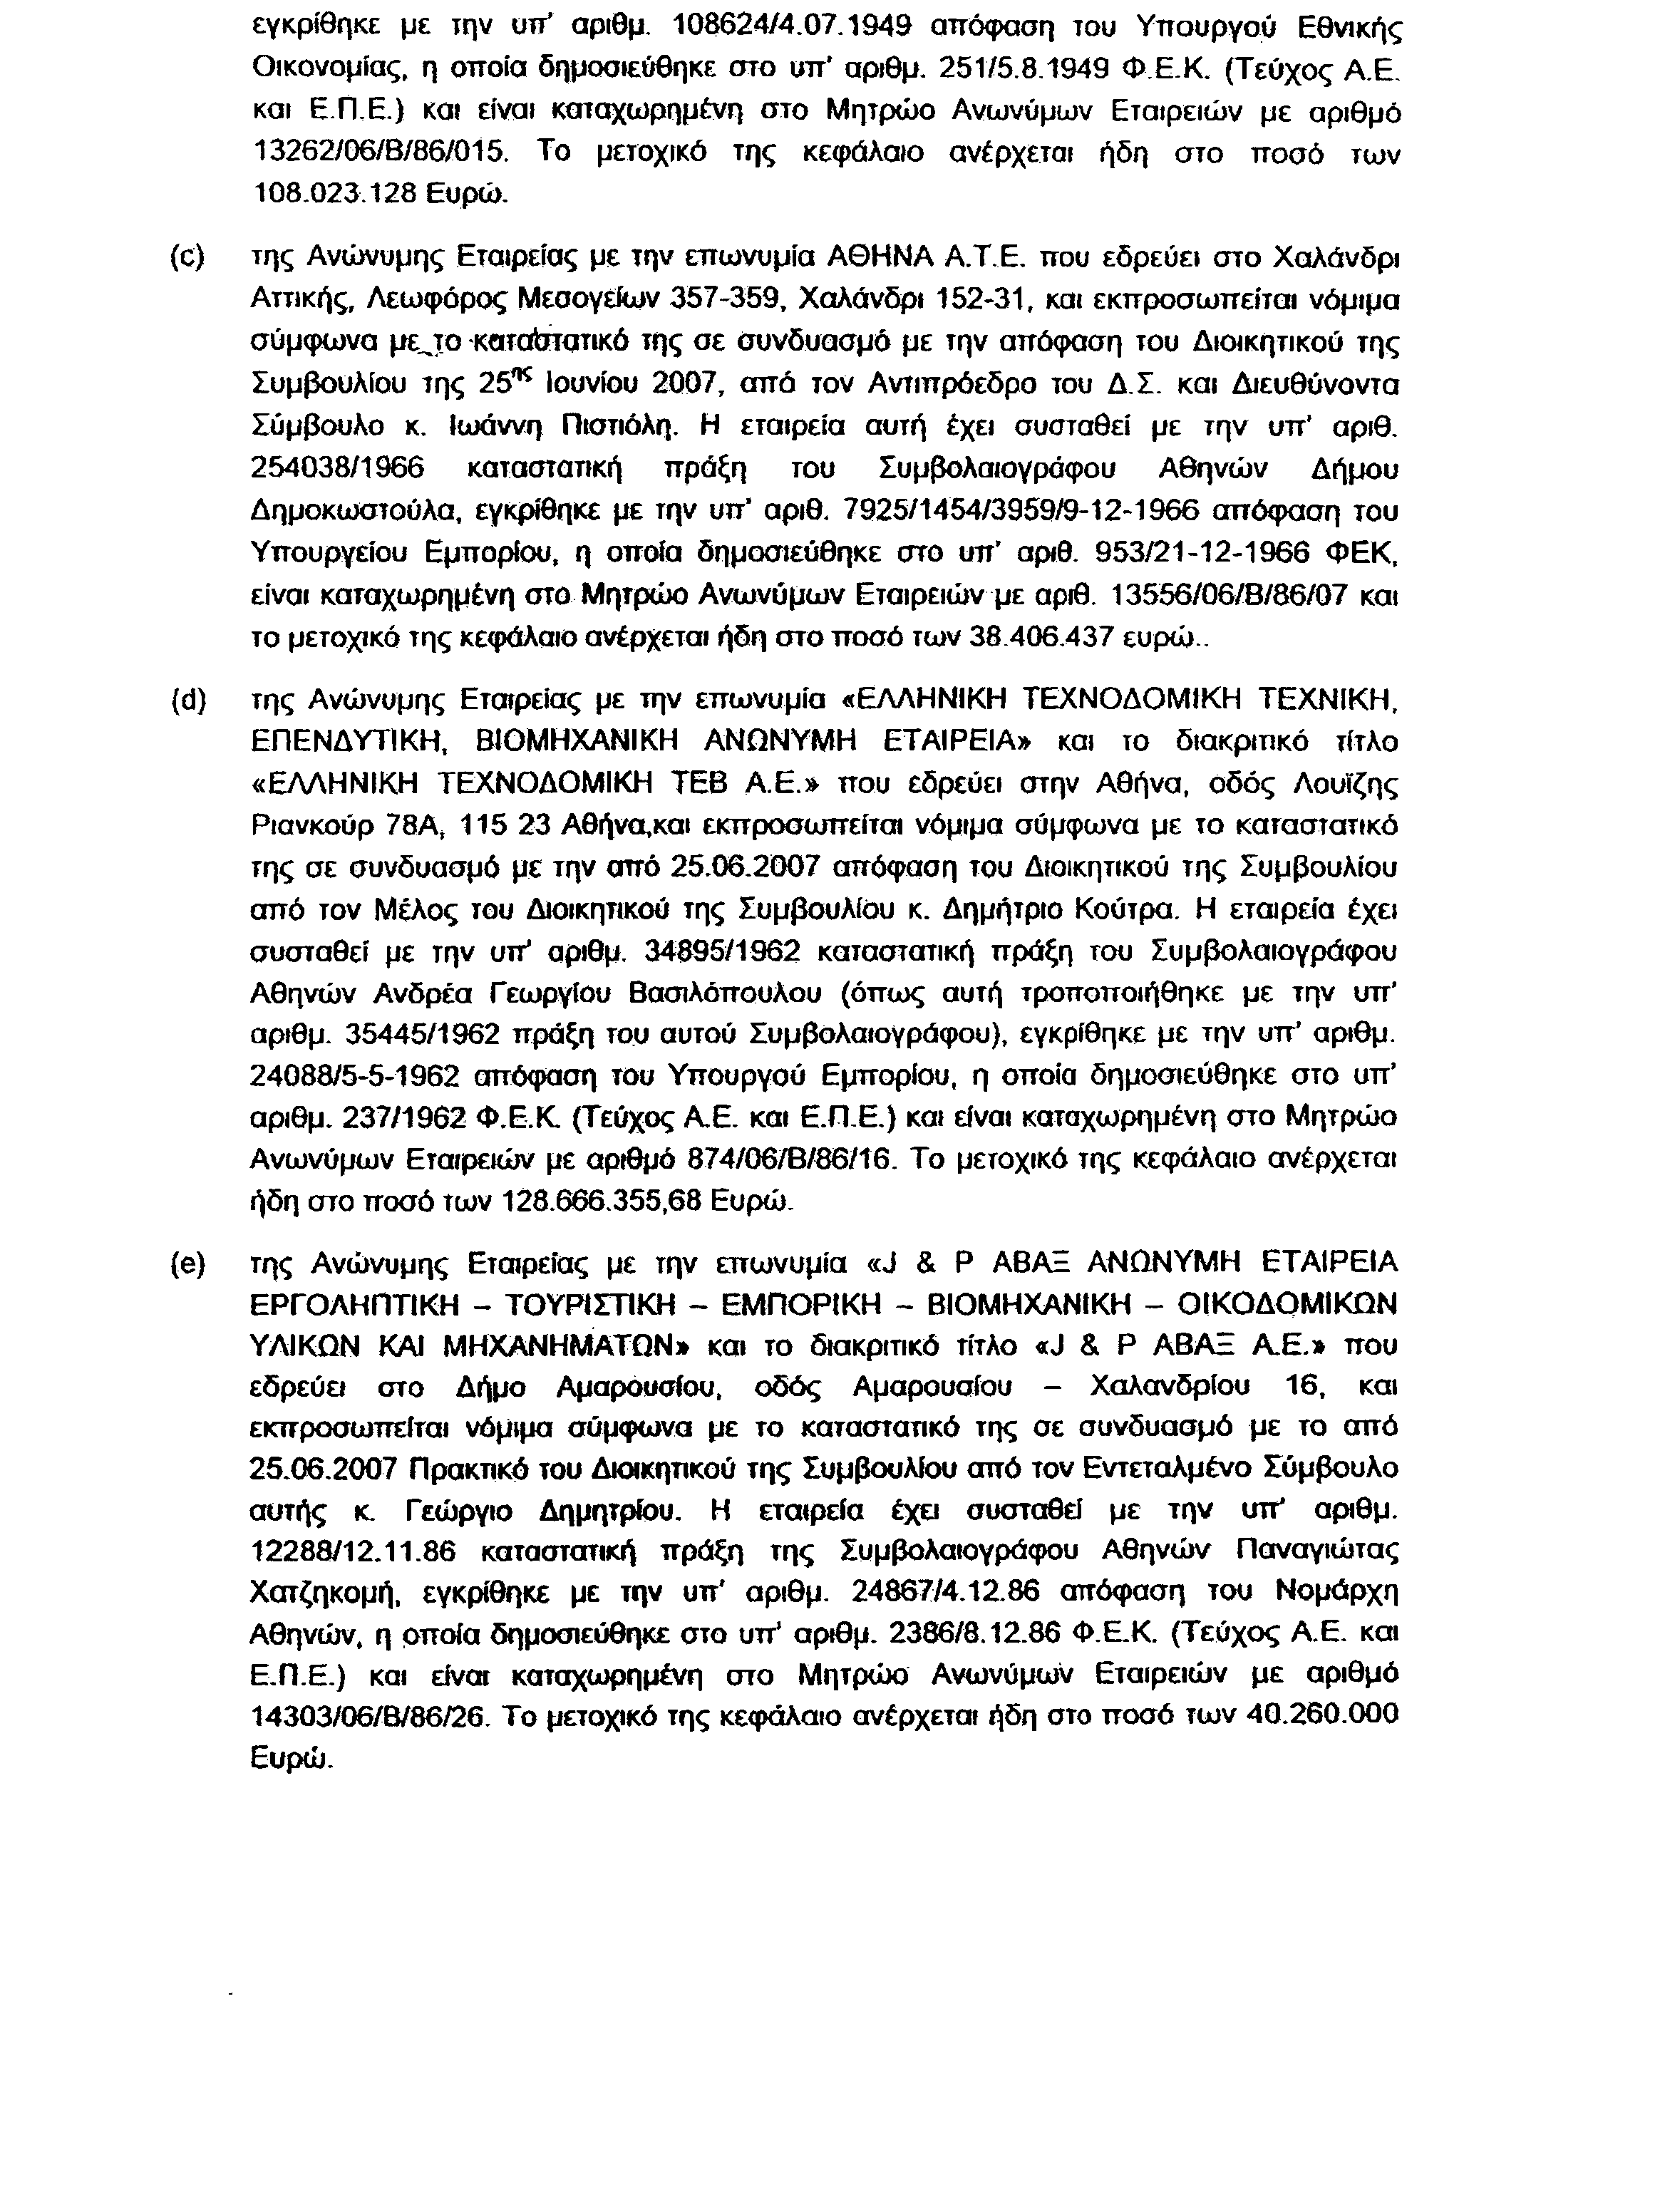 εγκρίθηκε με την υπ' αριθμ. 108624/4.07.1949 απόφαση του Υπουργού Εθνικής
Οικονομίας, η οποία δημοσιεύθηκε στο υπ' αριθμ. 251/5.8.1949 Φ.Ε.Κ. (Τεύχος Α.Ε.
και Ε.Π.Ε.) και είναι καταχωρημένη στο Μητρώο Ανωνύμων Εταιρειών με αριθμό
13262/06/Β/86/015. Το μετοχικό της κεφάλαιο ανέρχεται ήδη στο ποσό των
108.023.128 Ευρώ.
(c) της Ανώνυμης Εταιρείας με την επωνυμία ΑΘΗΝΑ Α.Τ.Ε. που εδρεύει στο Χαλάνδρι
Αττικής, Λεωφόρος Μεσογείων 357-359, Χαλάνδρι 152-31, και εκπροσωπείται νόμιμα
σύμφωνα με το καταστατικό της σε συνδυασμό με την απόφαση του Διοικητικού της
Συμβουλίου της 25ης Ιουνίου 2007, από τον Αντιπρόεδρο του Δ.Σ. και Διευθύνοντα
Σύμβουλο κ. Ιωάννη Πιστιόλη. Η εταιρεία αυτή έχει συσταθεί με την υπ' αριθ.
254038/1966 καταστατική πράξη του Συμβολαιογράφου Αθηνών Δήμου
Δημοκωστούλα, εγκρίθηκε με την υπ' αριθ. 7925/1454/3959/9-12-1966 απόφαση του
Υπουργείου Εμπορίου, η οποία δημοσιεύθηκε στο υπ' αριθ. 953/21-12-1966 ΦΕΚ,
είναι καταχωρημένη στο Μητρώο Ανωνύμων Εταιρειών με αριθ. 13556/06/Β/86/07 και
το μετοχικό της κεφάλαιο ανέρχεται ήδη στο ποσό των 38.406.437 ευρώ..
(d) της Ανώνυμης Εταιρείας με την επωνυμία «ΕΛΛΗΝΙΚΗ ΤΕΧΝΟΔΟΜΙΚΗ ΤΕΧΝΙΚΗ,
ΕΠΕΝΔΥΤΙΚΗ, ΒΙΟΜΗΧΑΝΙΚΗ ΑΝΩΝΥΜΗ ΕΤΑΙΡΕΙΑ» και το διακριτικό τίτλο
«ΕΛΛΗΝΙΚΗ ΤΕΧΝΟΔΟΜΙΚΗ ΤΕΒ Α.Ε.» που εδρεύει στην Αθήνα, οδός Λουΐζης
Ριανκούρ 78Α, 115 23 Αθήνα,και εκπροσωπείται νόμιμα σύμφωνα με το καταστατικό
της σε συνδυασμό με την από 25.06.2007 απόφαση του Διοικητικού της Συμβουλίου
από τον Μέλος του Διοικητικού της Συμβουλίου κ. Δημήτριο Κούτρα. Η εταιρεία έχει
συσταθεί με την υπ' αριθμ. 34895/1962 καταστατική πράξη του Συμβολαιογράφου
Αθηνών Ανδρέα Γεωργίου Βασιλόπουλου (όπως αυτή τροποποιήθηκε με την υπ'
αριθμ. 35445/1962 πράξη του αυτού Συμβολαιογράφου), εγκρίθηκε με την υπ' αριθμ.
24088/5-5-1962 απόφαση του Υπουργού Εμπορίου, η οποία δημοσιεύθηκε στο υπ'
αριθμ. 237/1962 Φ.Ε.Κ. (Τεύχος Α.Ε. και Ε.Π.Ε.) και είναι καταχωρημένη στο Μητρώο
Ανωνύμων Εταιρειών με αριθμό 874/06/Β/86/16. Το μετοχικό της κεφάλαιο ανέρχεται
ήδη στο ποσό των 128.666.355,68 Ευρώ.
(e) της Ανώνυμης Εταιρείας με την επωνυμία «J & P ΑΒΑΞ ΑΝΩΝΥΜΗ ΕΤΑΙΡΕΙΑ
ΕΡΓΟΛΗΠΤΙΚΗ – ΤΟΥΡΙΣΤΙΚΗ – ΕΜΠΟΡΙΚΗ – ΒΙΟΜΗΧΑΝΙΚΗ – ΟΙΚΟΔΟΜΙΚΩΝ
ΥΛΙΚΩΝ ΚΑΙ ΜΗΧΑΝΗΜΑΤΩΝ» και το διακριτικό τίτλο «J & P ΑΒΑΞ Α.Ε.» που
εδρεύει στο Δήμο Αμαρουσίου, οδός Αμαρουσίου – Χαλανδρίου 16, και
εκπροσωπείται νόμιμα σύμφωνα με το καταστατικό της σε συνδυασμό με το από
25.06.2007 Πρακτικό του Διοικητικού της Συμβουλίου από τον Εντεταλμένο Σύμβουλο
αυτής κ. Γεώργιο Δημητρίου. Η εταιρεία έχει συσταθεί με την υπ' αριθμ.
12288/12.11.86 καταστατική πράξη της Συμβολαιογράφου Αθηνών Παναγιώτας
Χατζηκομή, εγκρίθηκε με την υπ' αριθμ. 24867/4.12.86 απόφαση του Νομάρχη
Αθηνών, η οποία δημοσιεύθηκε στο υπ' αριθμ. 2386/8.12.86 Φ.Ε.Κ. (Τεύχος Α.Ε. και
Ε.Π.Ε.) και είναι καταχωρημένη στο Μητρώο Ανωνύμων Εταιρειών με αριθμό
14303/06/Β/86/26. Το μετοχικό της κεφάλαιο ανέρχεται ήδη στο ποσό των 40.260.000
Ευρώ.